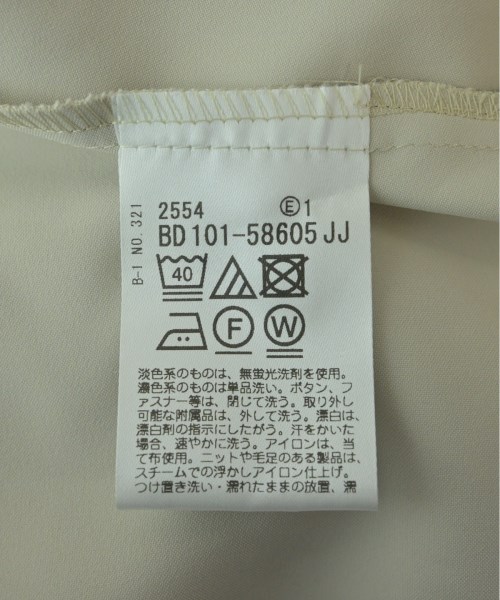 B-1 NO. 321
2554 Ⓔ1
BD101-58605JJ
40
F W
淡色系のものは、無蛍光洗剤を使用。
濃色系のものは単品洗い。ボタン、フ
ァスナー等は、閉じて洗う。取り外し
可能な附属品は、外して洗う。漂白は、
漂白剤の指示にしたがう。汗をかいた
場合、速やかに洗う。アイロンは、当
て布使用。ニットや毛足のある製品は、
スチームでの浮かしアイロン仕上げ。
つけ置き洗い・濡れたままの放置、濡